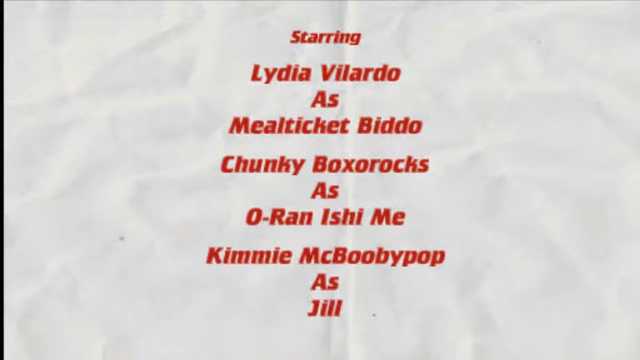 Starring
Lydia Vilardo
As
Mealticket Biddo
Chunky Boxorocks
As
O-Ran Ishi Me
Kimmie McBoobypop
As
Jill